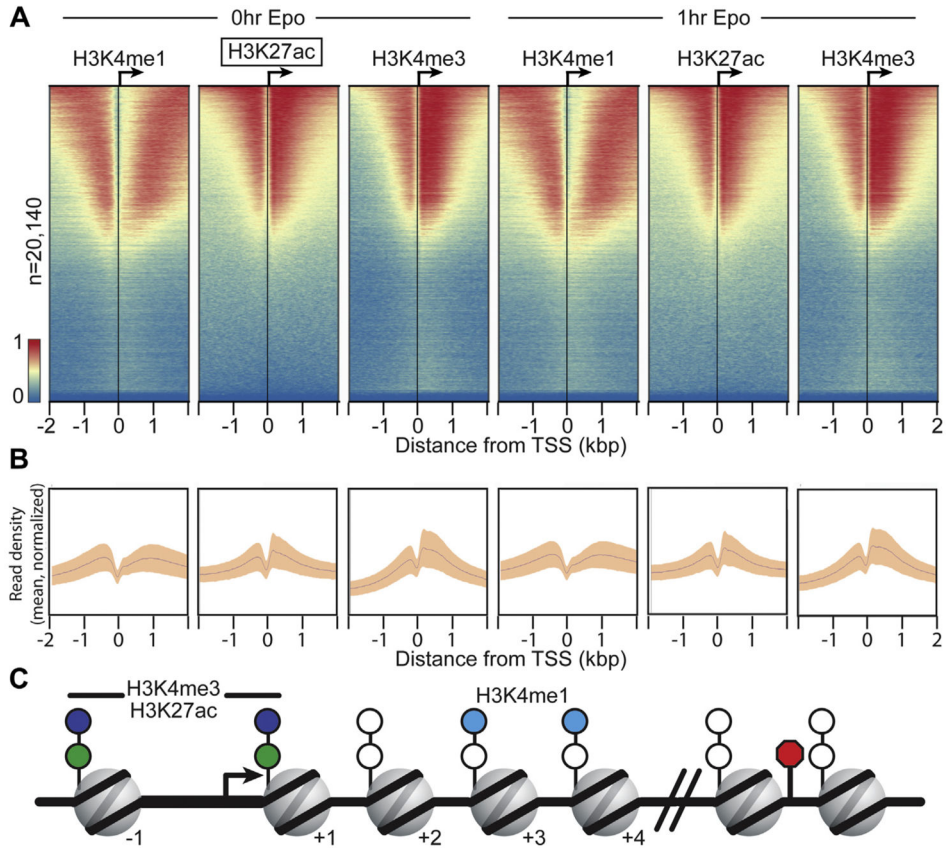 A
0hr Epo
1hr Epo
H3K4me1
H3K27ac
H3K4me3
H3K4me1
H3K27ac
H3K4me3
n=20,140
1
0
-2 -1 0 1 -1 0 1 -1 0 1 -1 0 1 -1 0 1 -1 0 1 2
Distance from TSS (kbp)
B
Read density
(mean, normalized)
-2 -1 0 1 -1 0 1 -1 0 1 -1 0 1 -1 0 1 -1 0 1 2
Distance from TSS (kbp)
C
H3K4me3
H3K27ac
H3K4me1
-1 +1 +2 +3 +4